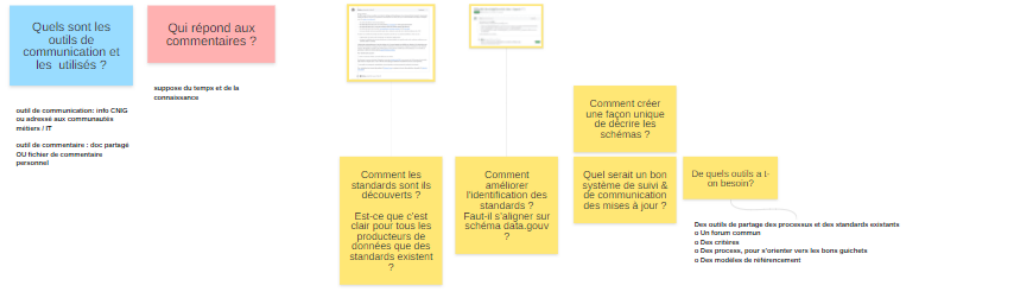 Quels sont les
outils de
communication et
les utilisés ?
Qui répond aux
commentaires ?
outil de communication: info CNIG
ou adressé aux communautés
métiers / IT
outil de commentaire : doc partagé
OU fichier de commentaire
personnel
suppose du temps et de la
connaissance
Comment les
standards sont ils
découverts ?
Est-ce que c'est
clair pour tous les
producteurs de
données que des
standards existent
?
Comment
améliorer
l'identification des
standards ?
Faut-il s'aligner sur
schéma data.gouv
?
Comment créer
une façon unique
de décrire les
schémas ?
Quel serait un bon
système de suivi &
de communication
des mises à jour ?
De quels outils a t-
on besoin?
Des outils de partage des processus et des standards existants
o Un forum commun
o Des critères
o Des process, pour s'orienter vers les bons guichets
o Des modèles de référencement